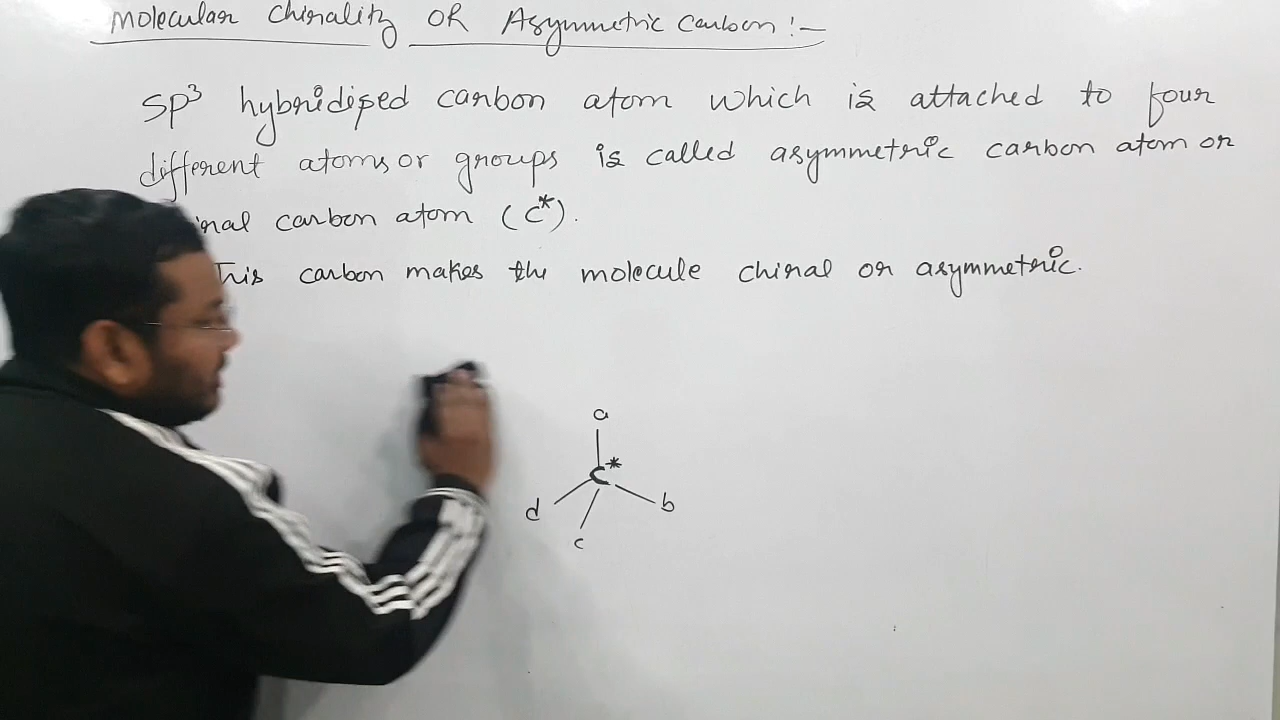 Molecular Chirality OR Asymmetric Carbon :-
SP³ hybridised carbon atom which is attached to four
different atoms or groups is called asymmetric carbon atom or
carbon atom (C*).
This carbon makes the molecule chiral or asymmetric.
a
C*
d
b
c